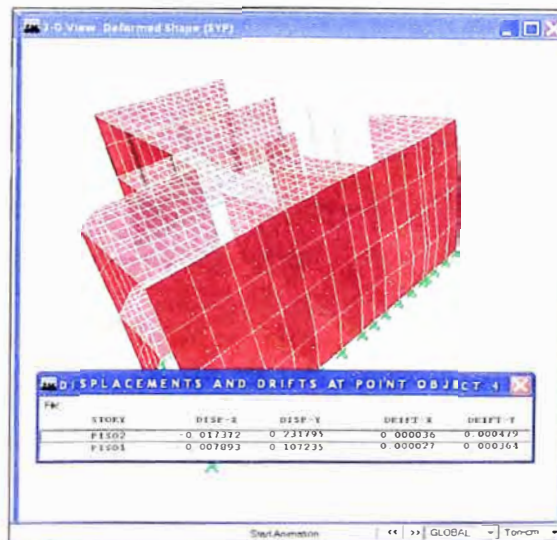 3-D View Deformed Shape (SYP)
DISPLACEMENTS AND DRIFTS AT POINT OBJECT 4
File
STORY DISP-X DISP-Y DRIFT-X DRIFT-Y
PISO2 -0 017372 0 231795 0 000036 0 000479
PISO1 0 007893 0 107235 0 000027 0 000364
Start Animation << >> GLOBAL Ton-cm